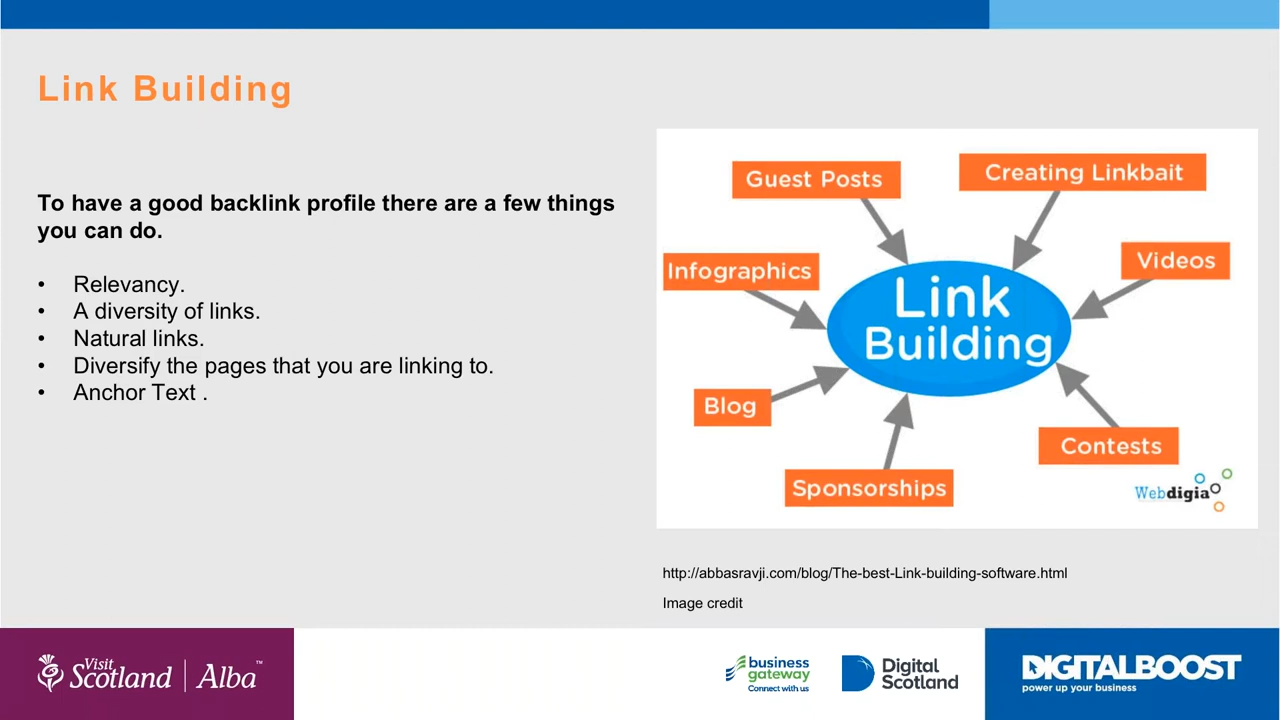 Link Building
To have a good backlink profile there are a few things
you can do.
• Relevancy.
• A diversity of links.
• Natural links.
• Diversify the pages that you are linking to.
• Anchor Text .
Guest Posts
Creating Linkbait
Infographics
Videos
Link
Building
Blog
Contests
Sponsorships
Webdigia
http://abbasravji.com/blog/The-best-Link-building-software.html
Image credit
Visit
Scotland | Alba™
business
gateway
Connect with us
Digital
Scotland
DIGITALBOOST
power up your business